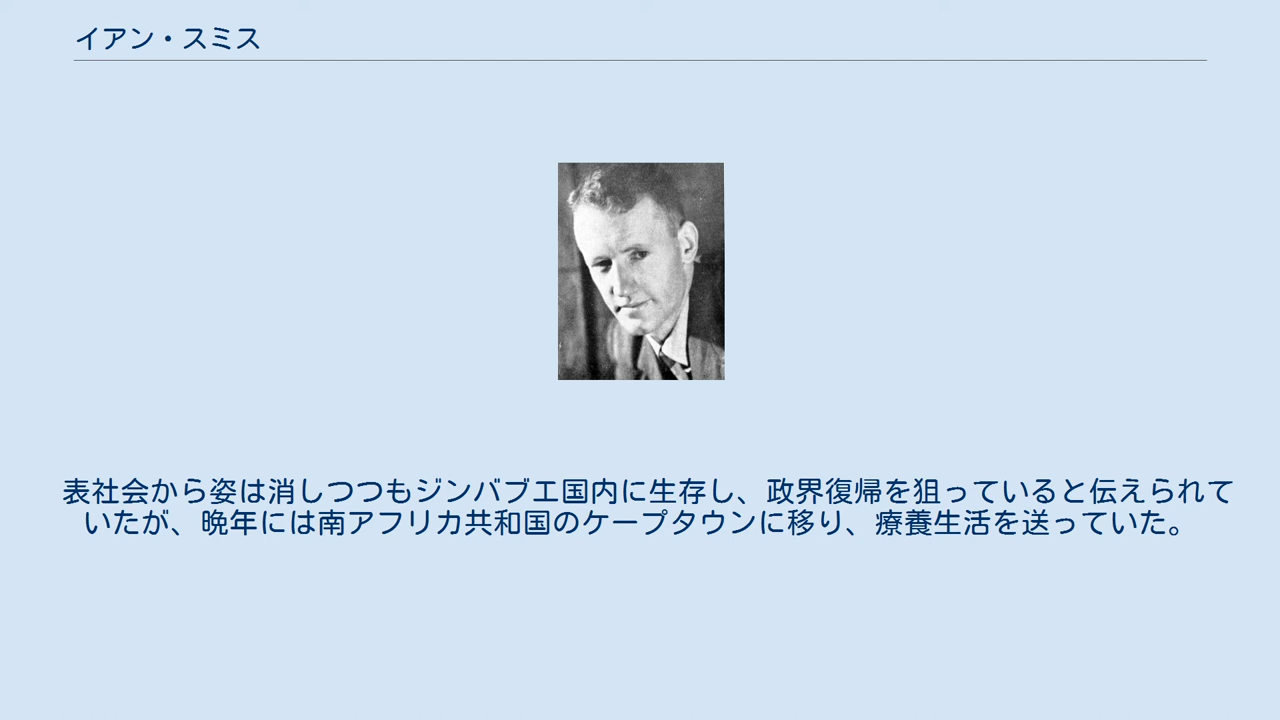 イアン・スミス
表社会から姿は消しつつもジンバブエ国内に生存し、政界復帰を狙っていると伝えられて
いたが、晩年には南アフリカ共和国のケープタウンに移り、療養生活を送っていた。